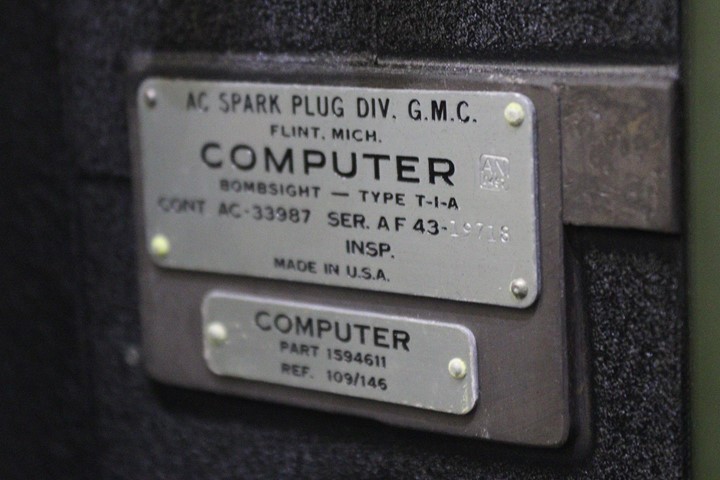 AC SPARK PLUG DIV. G.M.C.
FLINT, MICH.
COMPUTER
BOMBSIGHT — TYPE T-1-A
CONT AC-33987 SER. AF 43-19718
INSP.
MADE IN U.S.A.
COMPUTER
PART 1594611
REF. 109/146